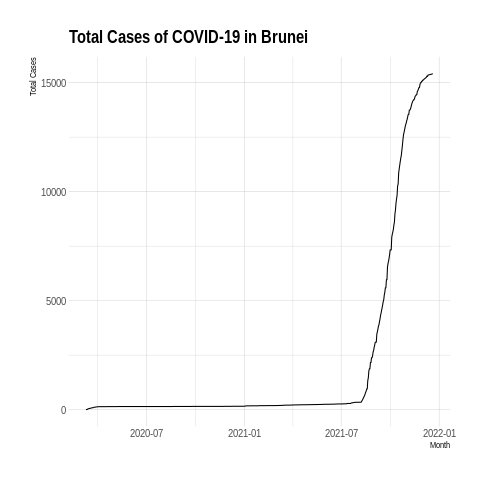 Total Cases of COVID-19 in Brunei
Total Cases
15000
10000
5000
0
2020-07
2021-01
2021-07
2022-01
Month